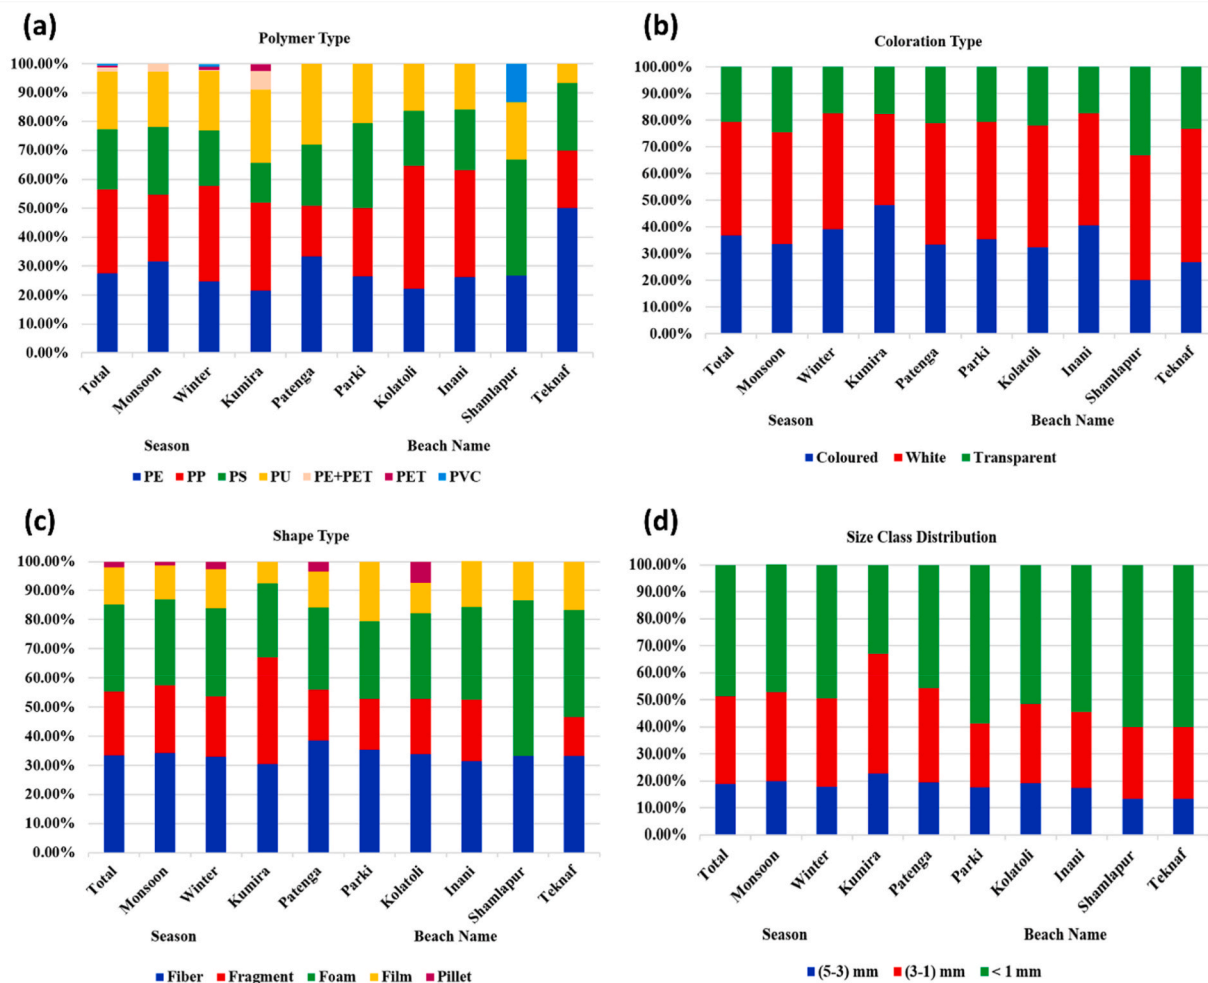 (a)
Polymer Type
100.00%
90.00%
80.00%
70.00%
60.00%
50.00%
40.00%
30.00%
20.00%
10.00%
0.00%
Total Monsoon Winter Kumira Patenga Parki Kolatoli Inani Shamlapur Teknaf
Season Beach Name
PE PP PS PU PE+PET PET PVC
(b)
Coloration Type
100.00%
90.00%
80.00%
70.00%
60.00%
50.00%
40.00%
30.00%
20.00%
10.00%
0.00%
Total Monsoon Winter Kumira Patenga Parki Kolatoli Inani Shamlapur Teknaf
Season Beach Name
Coloured White Transparent
(c)
Shape Type
100.00%
90.00%
80.00%
70.00%
60.00%
50.00%
40.00%
30.00%
20.00%
10.00%
0.00%
Total Monsoon Winter Kumira Patenga Parki Kolatoli Inani Shamlapur Teknaf
Season Beach Name
Fiber Fragment Foam Film Pillet
(d)
Size Class Distribution
100.00%
90.00%
80.00%
70.00%
60.00%
50.00%
40.00%
30.00%
20.00%
10.00%
0.00%
Total Monsoon Winter Kumira Patenga Parki Kolatoli Inani Shamlapur Teknaf
Season Beach Name
(5-3) mm (3-1) mm < 1 mm